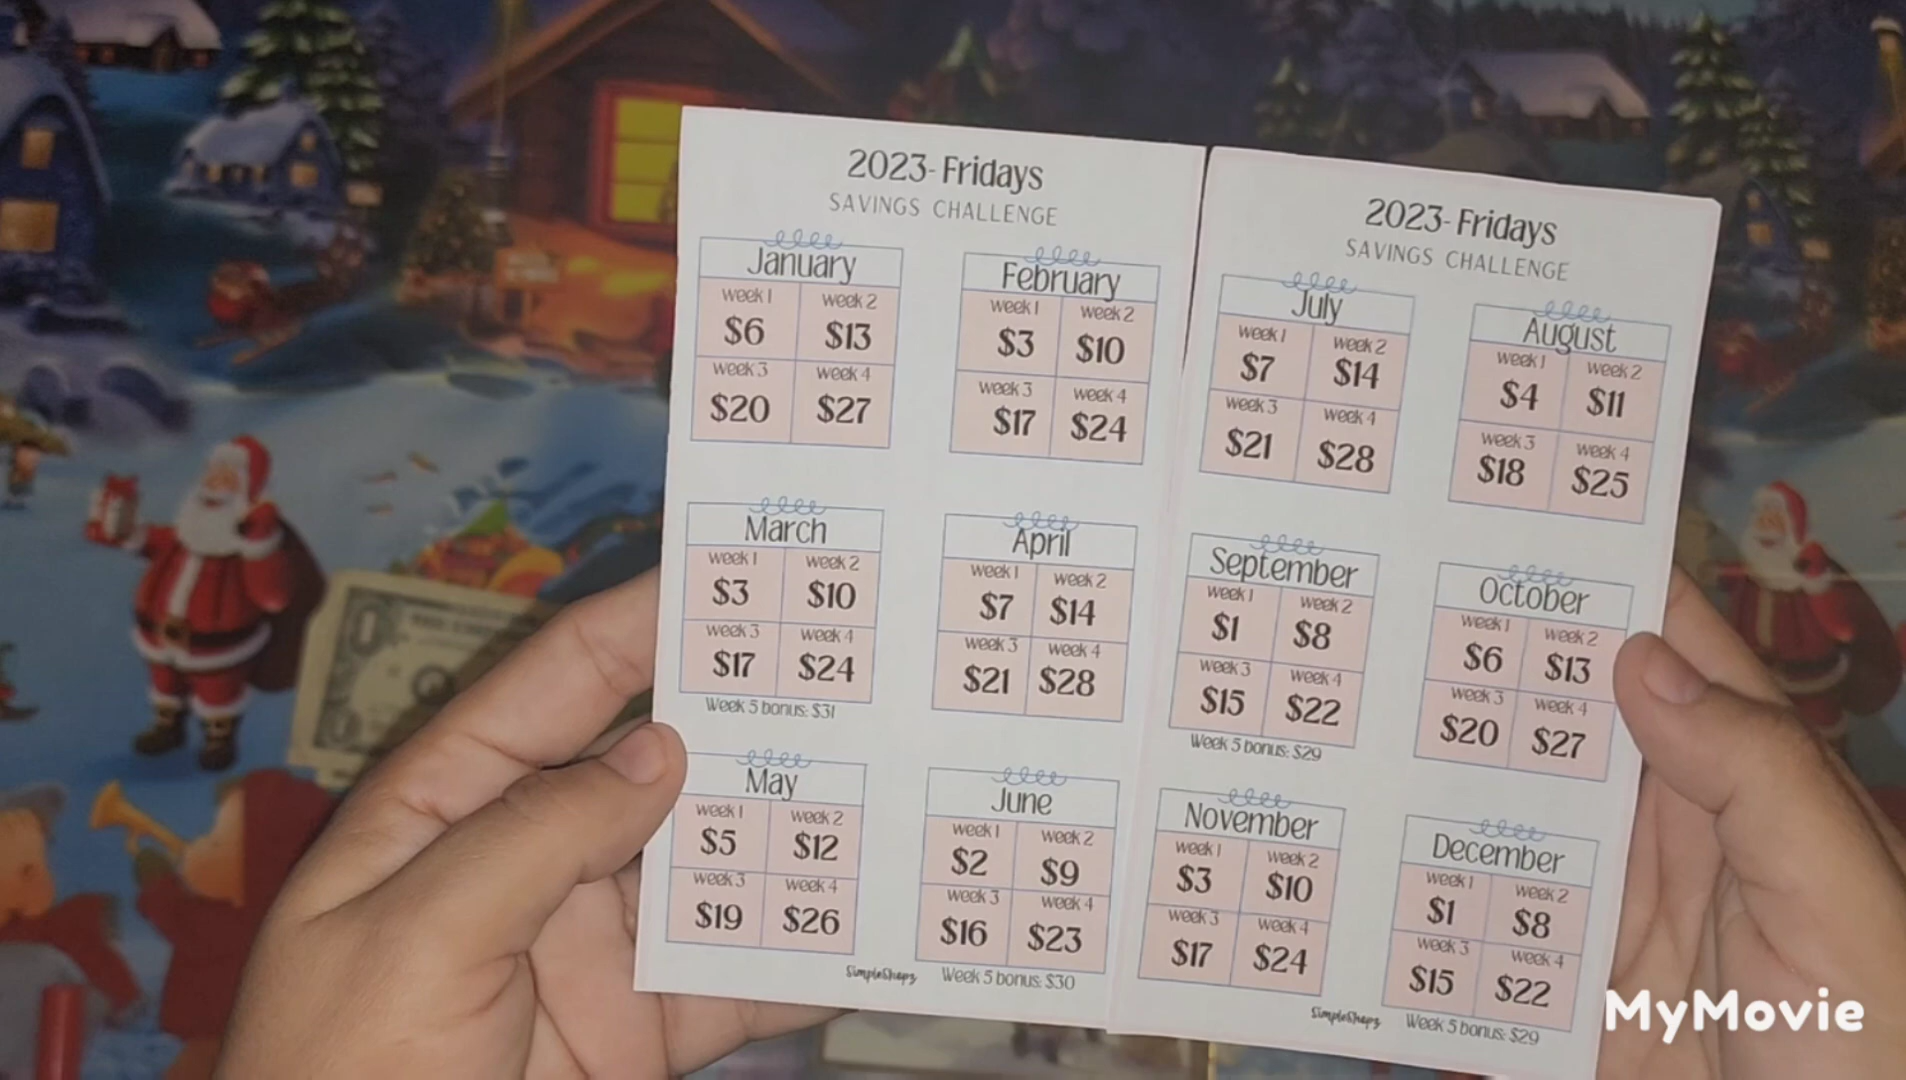 2023-Fridays
SAVINGS CHALLENGE
January
week 1 week 2
$6 $13
week 3 week 4
$20 $27
February
week 1 week 2
$3 $10
week 3 week 4
$17 $24
March
week 1 week 2
$3 $10
week 3 week 4
$17 $24
Week 5 bonus: $31
April
week 1 week 2
$7 $14
week 3 week 4
$21 $28
May
week 1 week 2
$5 $12
week 3 week 4
$19 $26
June
week 1 week 2
$2 $9
week 3 week 4
$16 $23
SimpleShopz Week 5 bonus: $30
2023-Fridays
SAVINGS CHALLENGE
July
week 1 week 2
$7 $14
week 3 week 4
$21 $28
August
week 1 week 2
$4 $11
week 3 week 4
$18 $25
September
week 1 week 2
$1 $8
week 3 week 4
$15 $22
Week 5 bonus: $29
October
week 1 week 2
$6 $13
week 3 week 4
$20 $27
November
week 1 week 2
$3 $10
week 3 week 4
$17 $24
December
week 1 week 2
$1 $8
week 3 week 4
$15 $22
SimpleShopz Week 5 bonus: $29
MyMovie